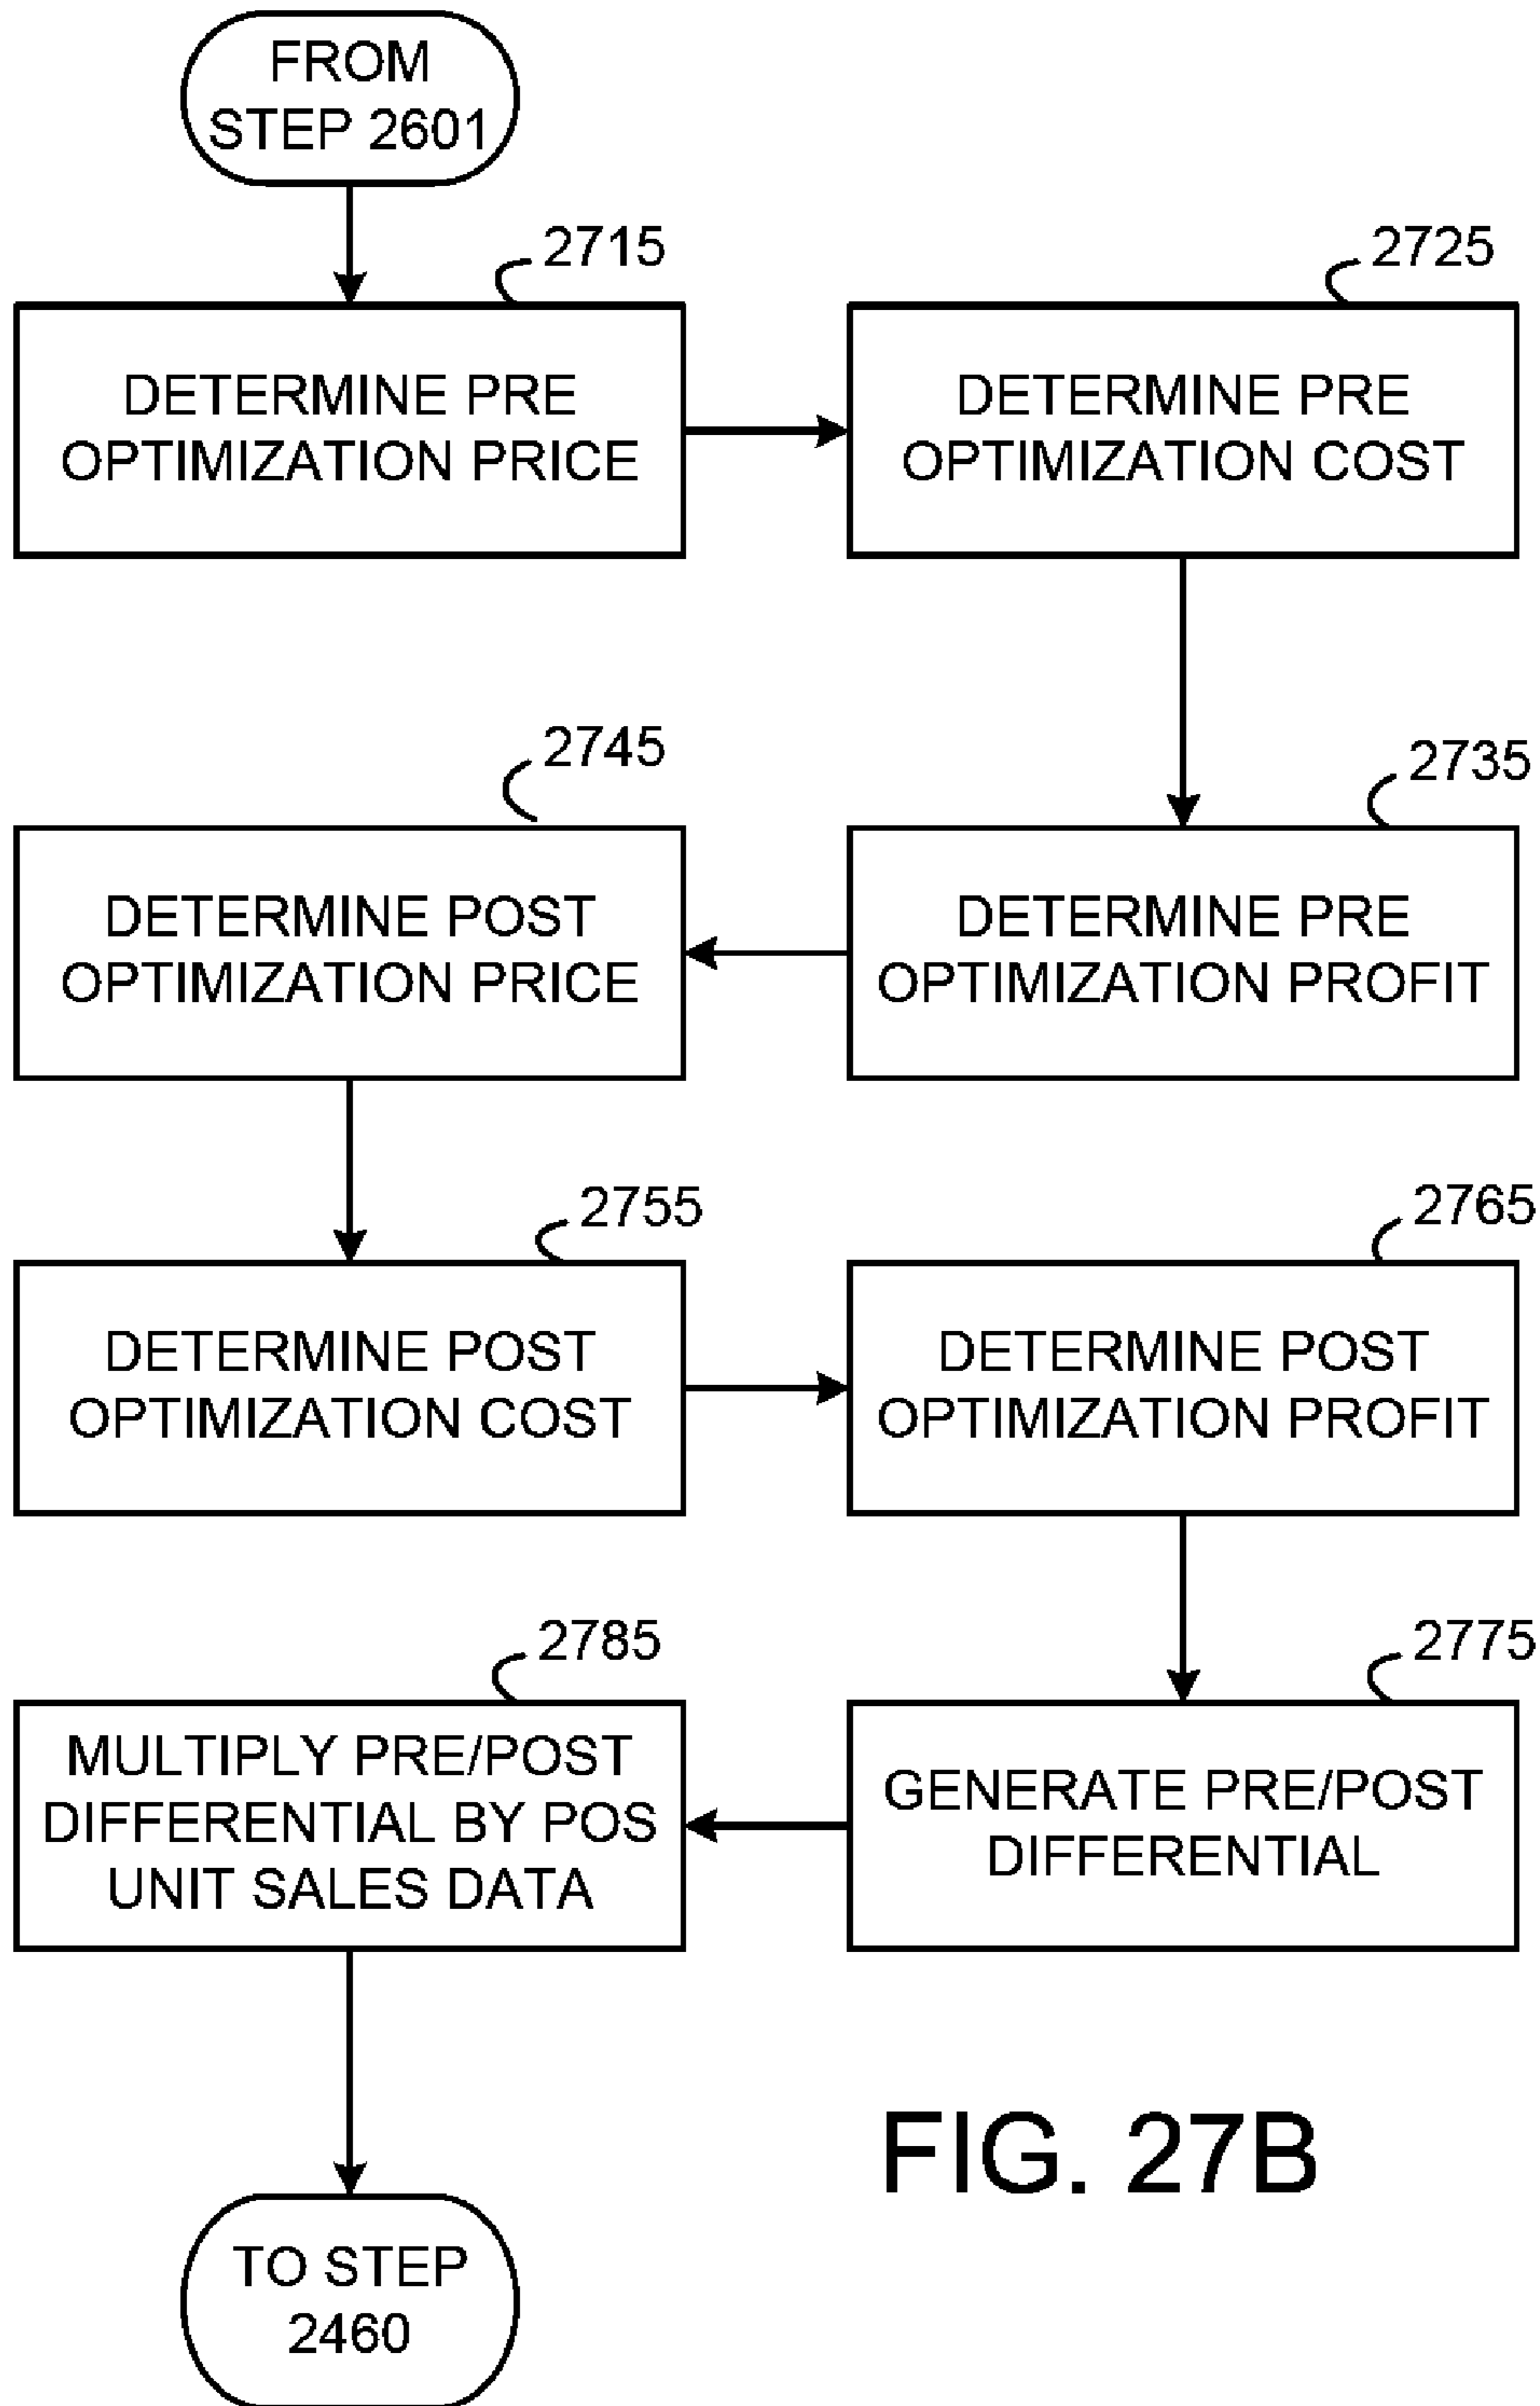 FROM
STEP 2601
2715
DETERMINE PRE
OPTIMIZATION PRICE
2725
DETERMINE PRE
OPTIMIZATION COST
2735
DETERMINE PRE
OPTIMIZATION PROFIT
2745
DETERMINE POST
OPTIMIZATION PRICE
2755
DETERMINE POST
OPTIMIZATION COST
2765
DETERMINE POST
OPTIMIZATION PROFIT
2775
GENERATE PRE/POST
DIFFERENTIAL
2785
MULTIPLY PRE/POST
DIFFERENTIAL BY POS
UNIT SALES DATA
TO STEP
2460
FIG. 27B